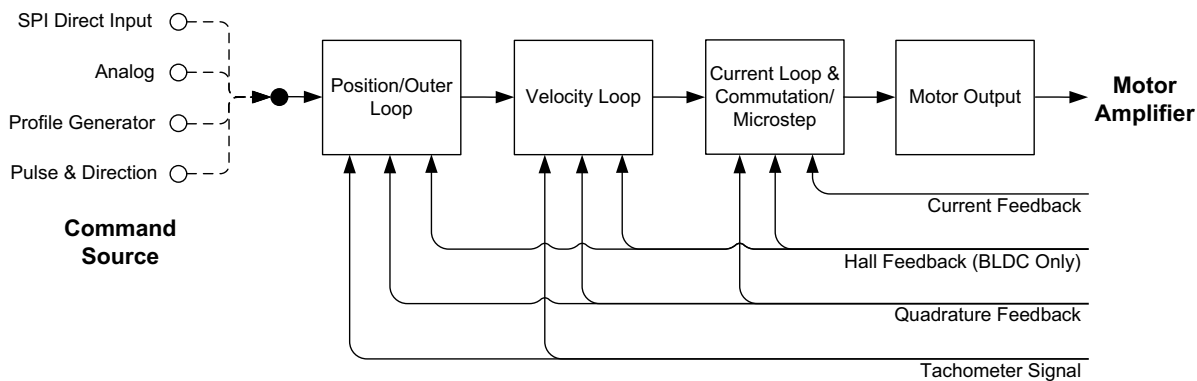 SPI Direct Input
Analog
Profile Generator
Pulse & Direction
Command
Source
Position/Outer
Loop
Velocity Loop
Current Loop &
Commutation/
Microstep
Motor Output
Motor
Amplifier
Current Feedback
Hall Feedback (BLDC Only)
Quadrature Feedback
Tachometer Signal